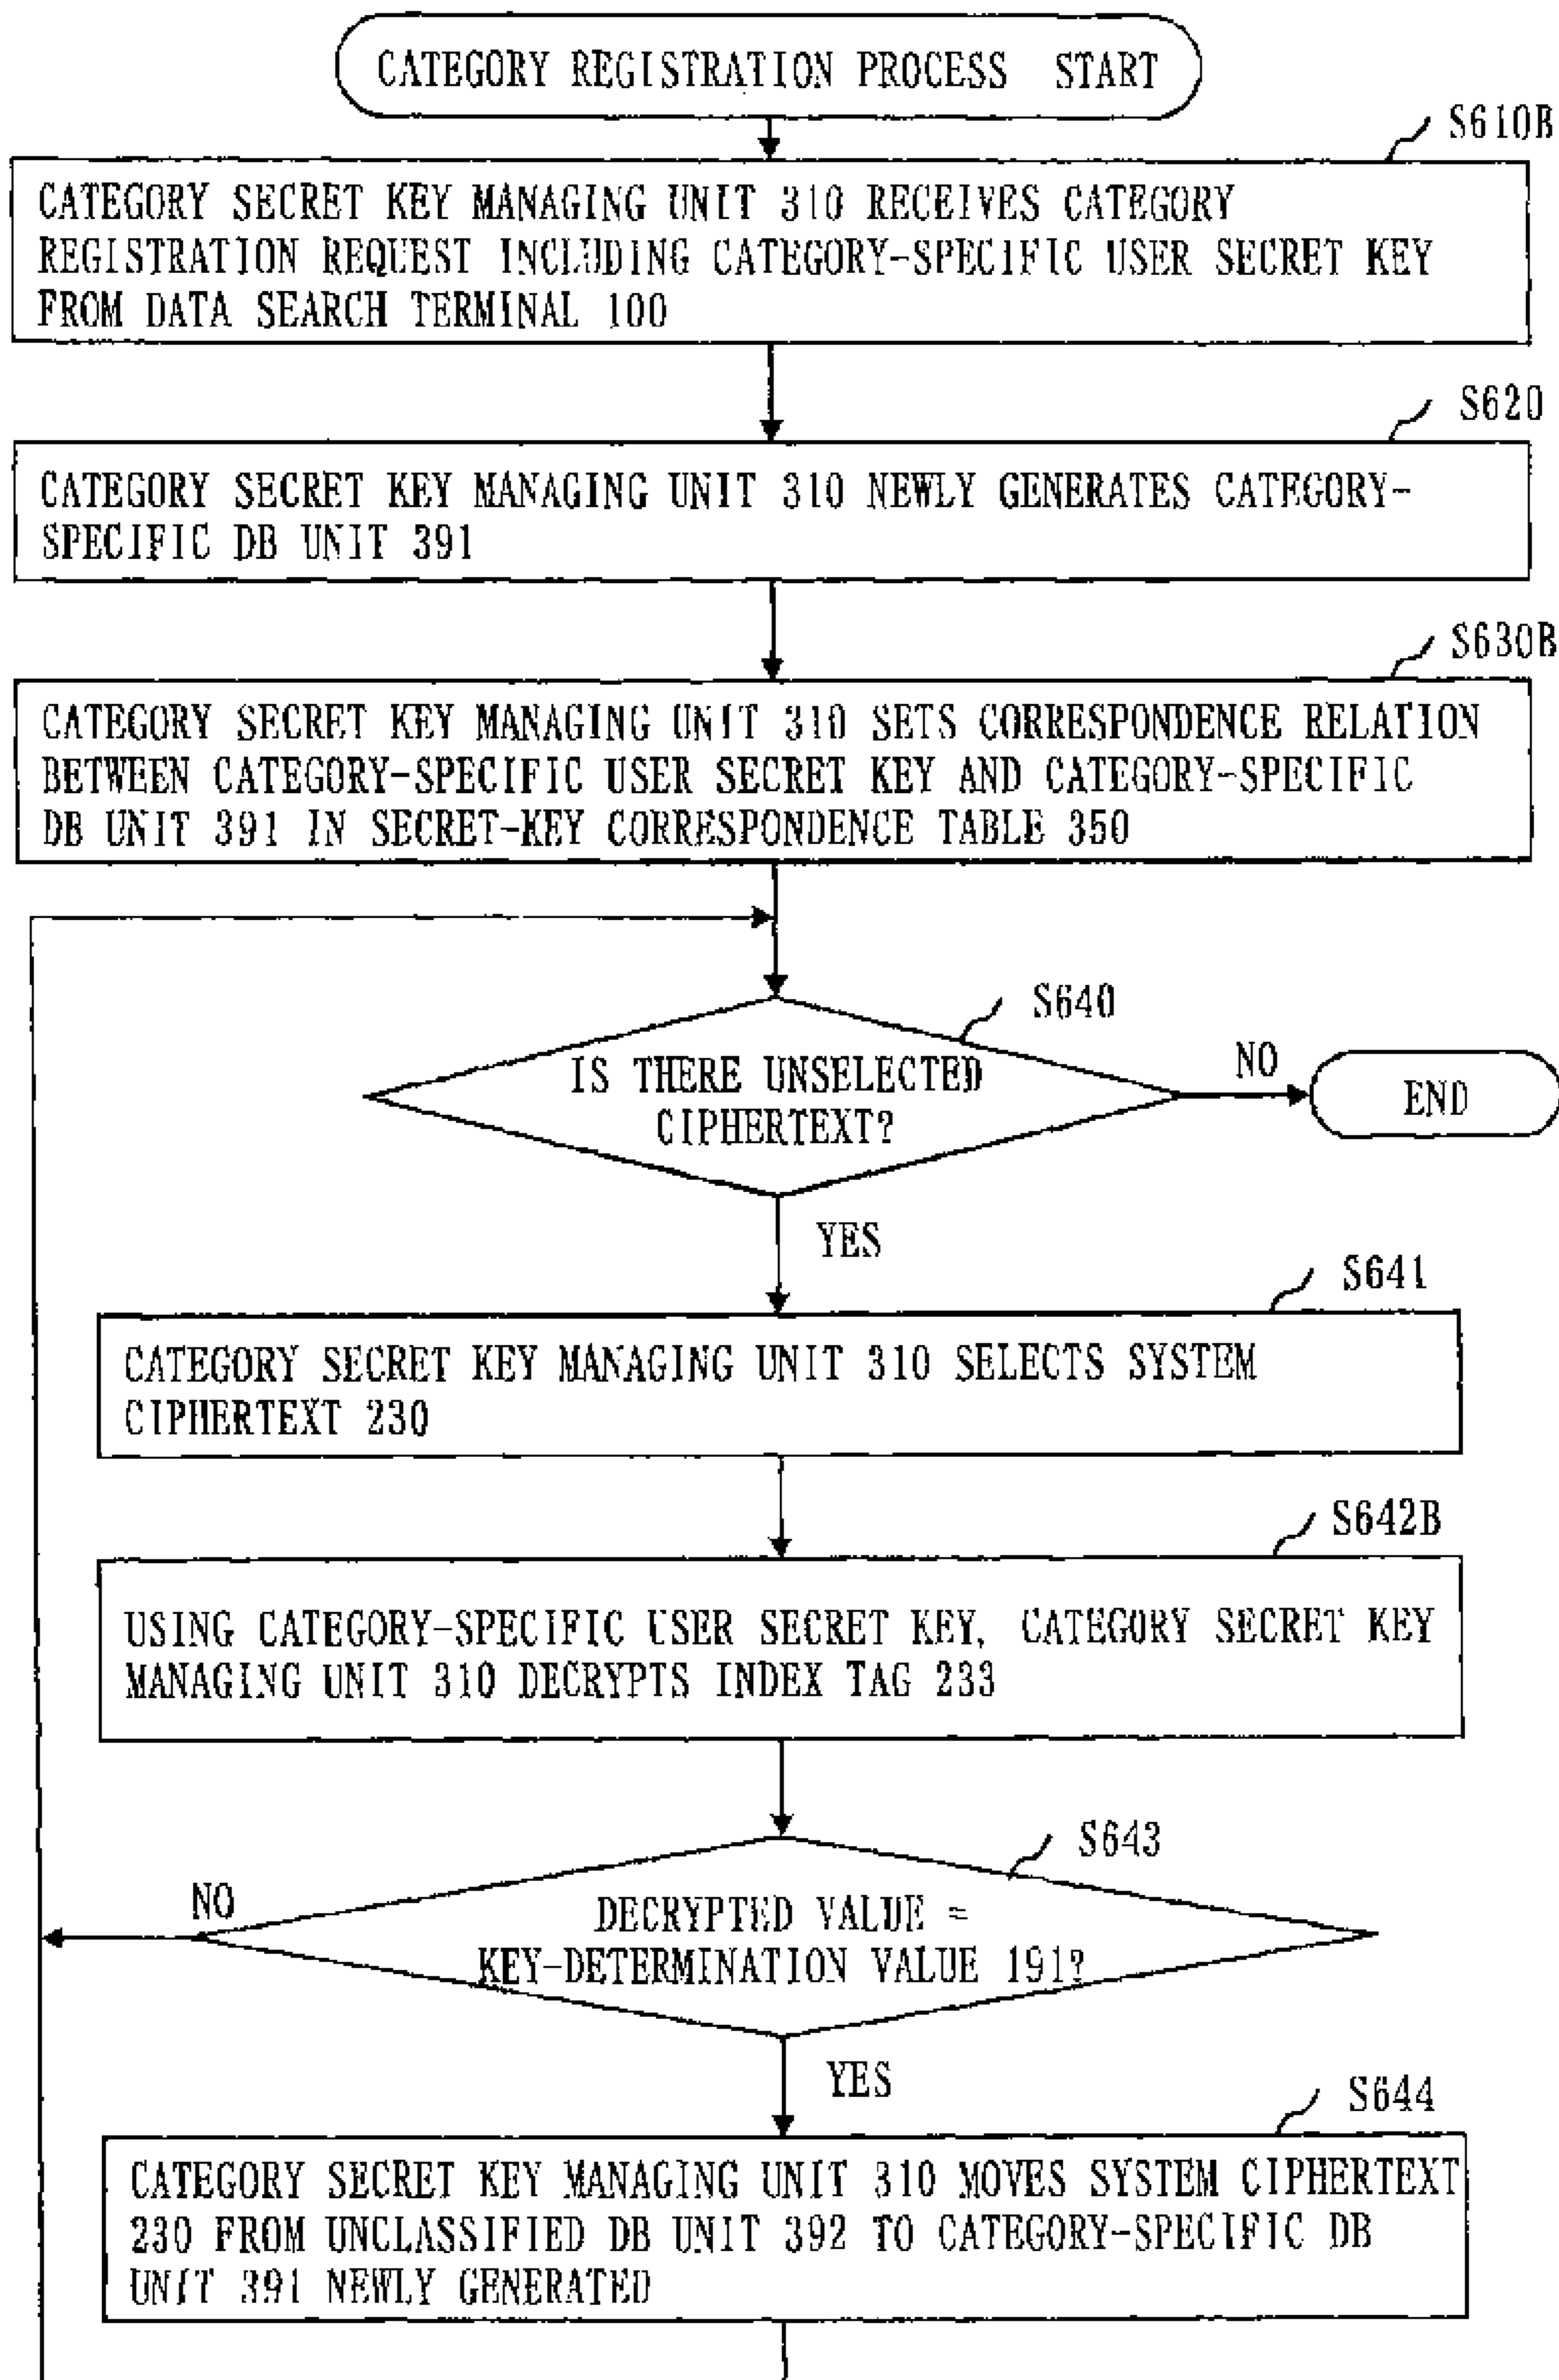 CATEGORY REGISTRATION PROCESS START
S610B
CATEGORY SECRET KEY MANAGING UNIT 310 RECEIVES CATEGORY
REGISTRATION REQUEST INCLUDING CATEGORY-SPECIFIC USER SECRET KEY
FROM DATA SEARCH TERMINAL 100
S620
CATEGORY SECRET KEY MANAGING UNIT 310 NEWLY GENERATES CATEGORY-
SPECIFIC DB UNIT 391
S630B
CATEGORY SECRET KEY MANAGING UNIT 310 SETS CORRESPONDENCE RELATION
BETWEEN CATEGORY-SPECIFIC USER SECRET KEY AND CATEGORY-SPECIFIC
DB UNIT 391 IN SECRET-KEY CORRESPONDENCE TABLE 350
S640
IS THERE UNSELECTED
CIPHERTEXT?
NO
END
YES
S641
CATEGORY SECRET KEY MANAGING UNIT 310 SELECTS SYSTEM
CIPHERTEXT 230
S642B
USING CATEGORY-SPECIFIC USER SECRET KEY, CATEGORY SECRET KEY
MANAGING UNIT 310 DECRYPTS INDEX TAG 233
S643
NO
DECRYPTED VALUE =
KEY-DETERMINATION VALUE 191?
YES
S644
CATEGORY SECRET KEY MANAGING UNIT 310 MOVES SYSTEM CIPHERTEXT
230 FROM UNCLASSIFIED DB UNIT 392 TO CATEGORY-SPECIFIC DB
UNIT 391 NEWLY GENERATED